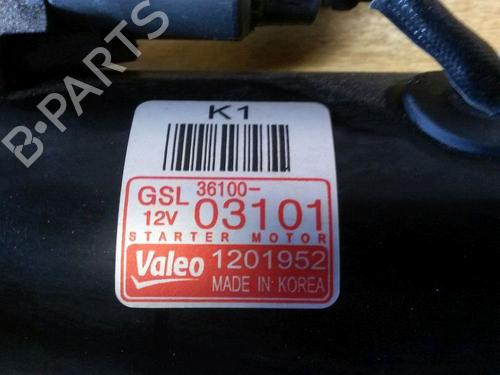 B-PARTS
K1
GSL 36100-
12V 03101
STARTER MOTOR
Valeo 1201952
MADE IN KOREA